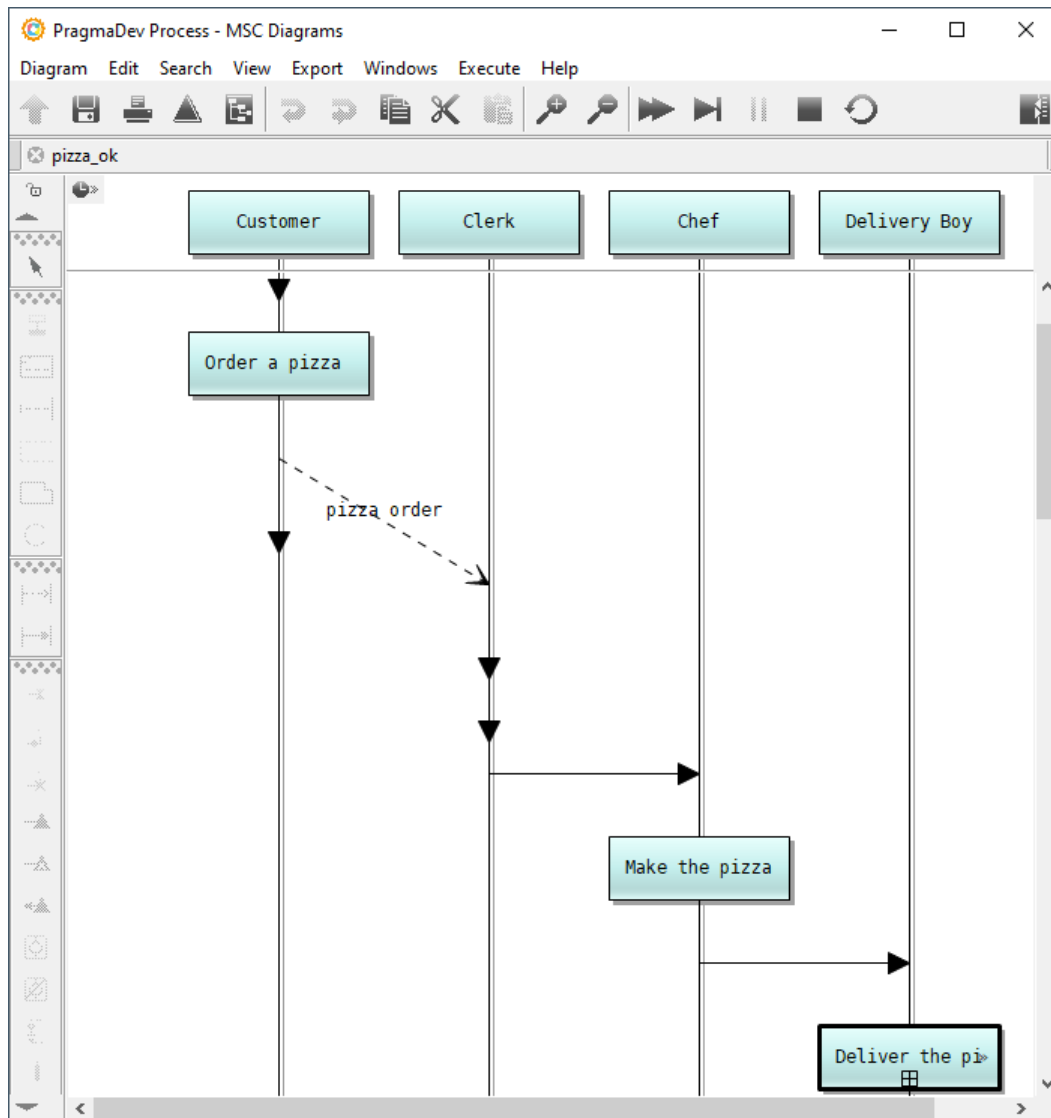 PragmaDev Process - MSC Diagrams
Diagram Edit Search View Export Windows Execute Help
pizza_ok
Customer Clerk Chef Delivery Boy
Order a pizza
pizza order
Make the pizza
Deliver the pi»